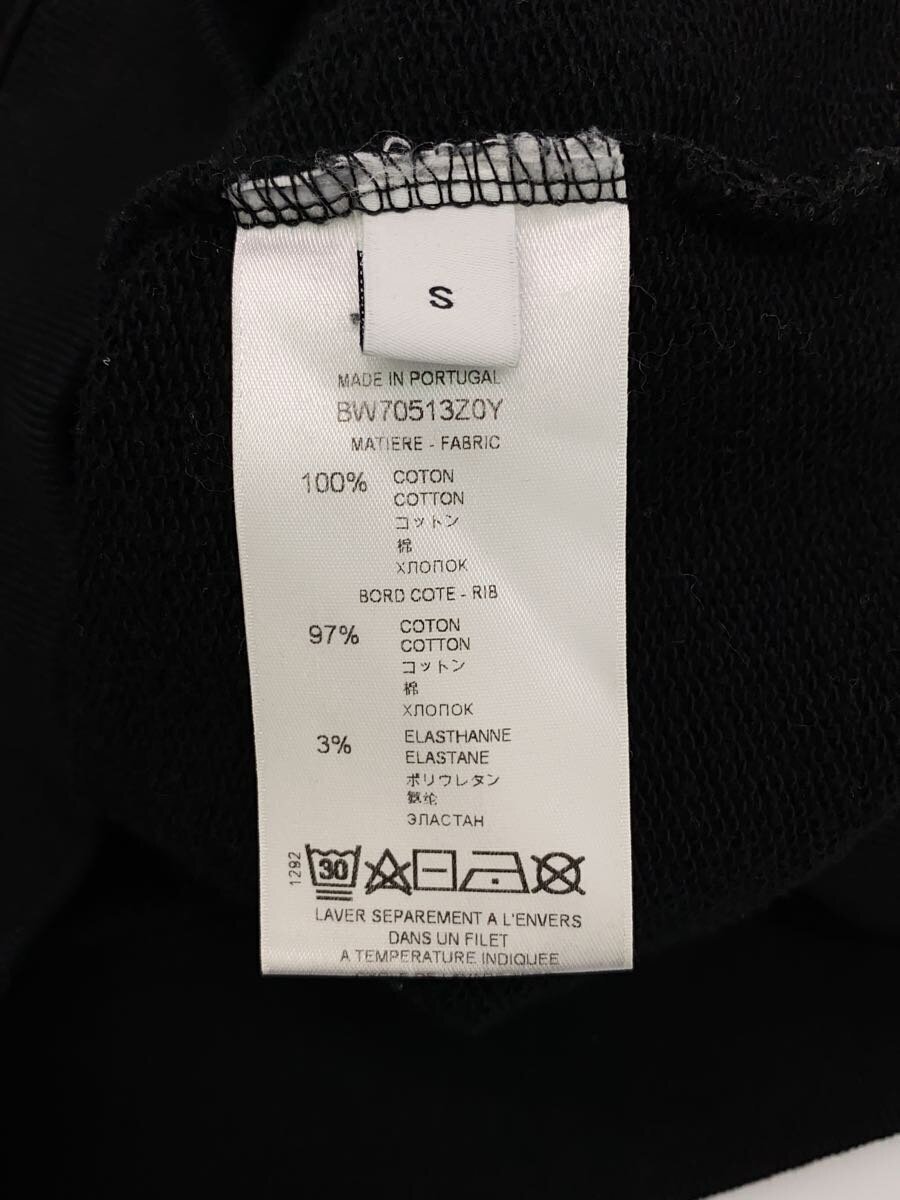 S
MADE IN PORTUGAL
BW70513Z0Y
MATIERE - FABRIC
100% COTON
COTTON
コットン
棉
ХЛОПОК
BORD COTE - RIB
97% COTON
COTTON
コットン
棉
ХЛОПОК
3% ELASTHANNE
ELASTANE
ポリウレタン
氨纶
ЭЛАСТАН
1292
30
LAVER SEPAREMENT A L'ENVERS
DANS UN FILET
A TEMPERATURE INDIQUEE